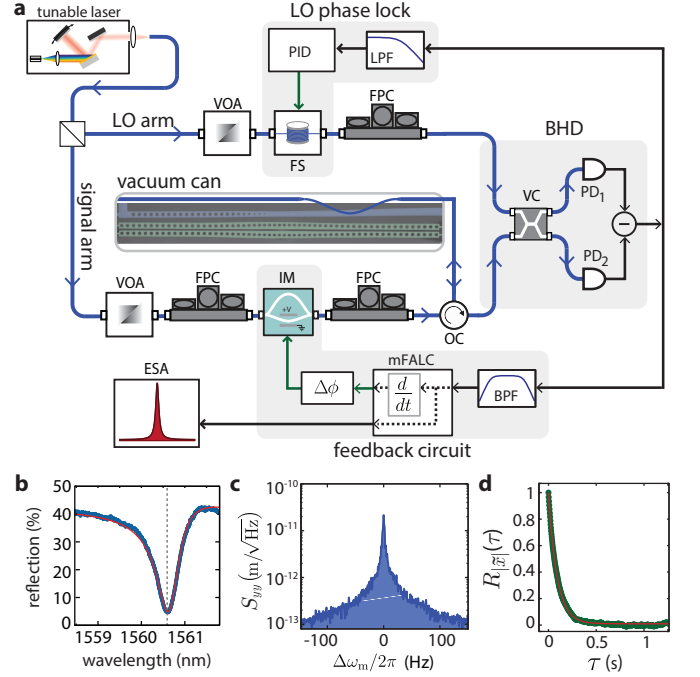 a
tunable laser
LO phase lock
PID
LPF
LO arm
VOA
FS
FPC
BHD
VC
PD1
PD2
−
signal arm
vacuum can
VOA
FPC
IM
+V
FPC
OC
ESA
Δϕ
mFALC
d/dt
BPF
feedback circuit
b
50
40
30
20
10
0
reflection (%)
1559 1560 1561
wavelength (nm)
c
10⁻¹⁰
10⁻¹¹
10⁻¹²
10⁻¹³
S_yy (m/√Hz)
-100 0 100
Δω_m/2π (Hz)
d
1
0.8
0.6
0.4
0.2
0
R_|x̃|(τ)
0 0.5 1
τ (s)